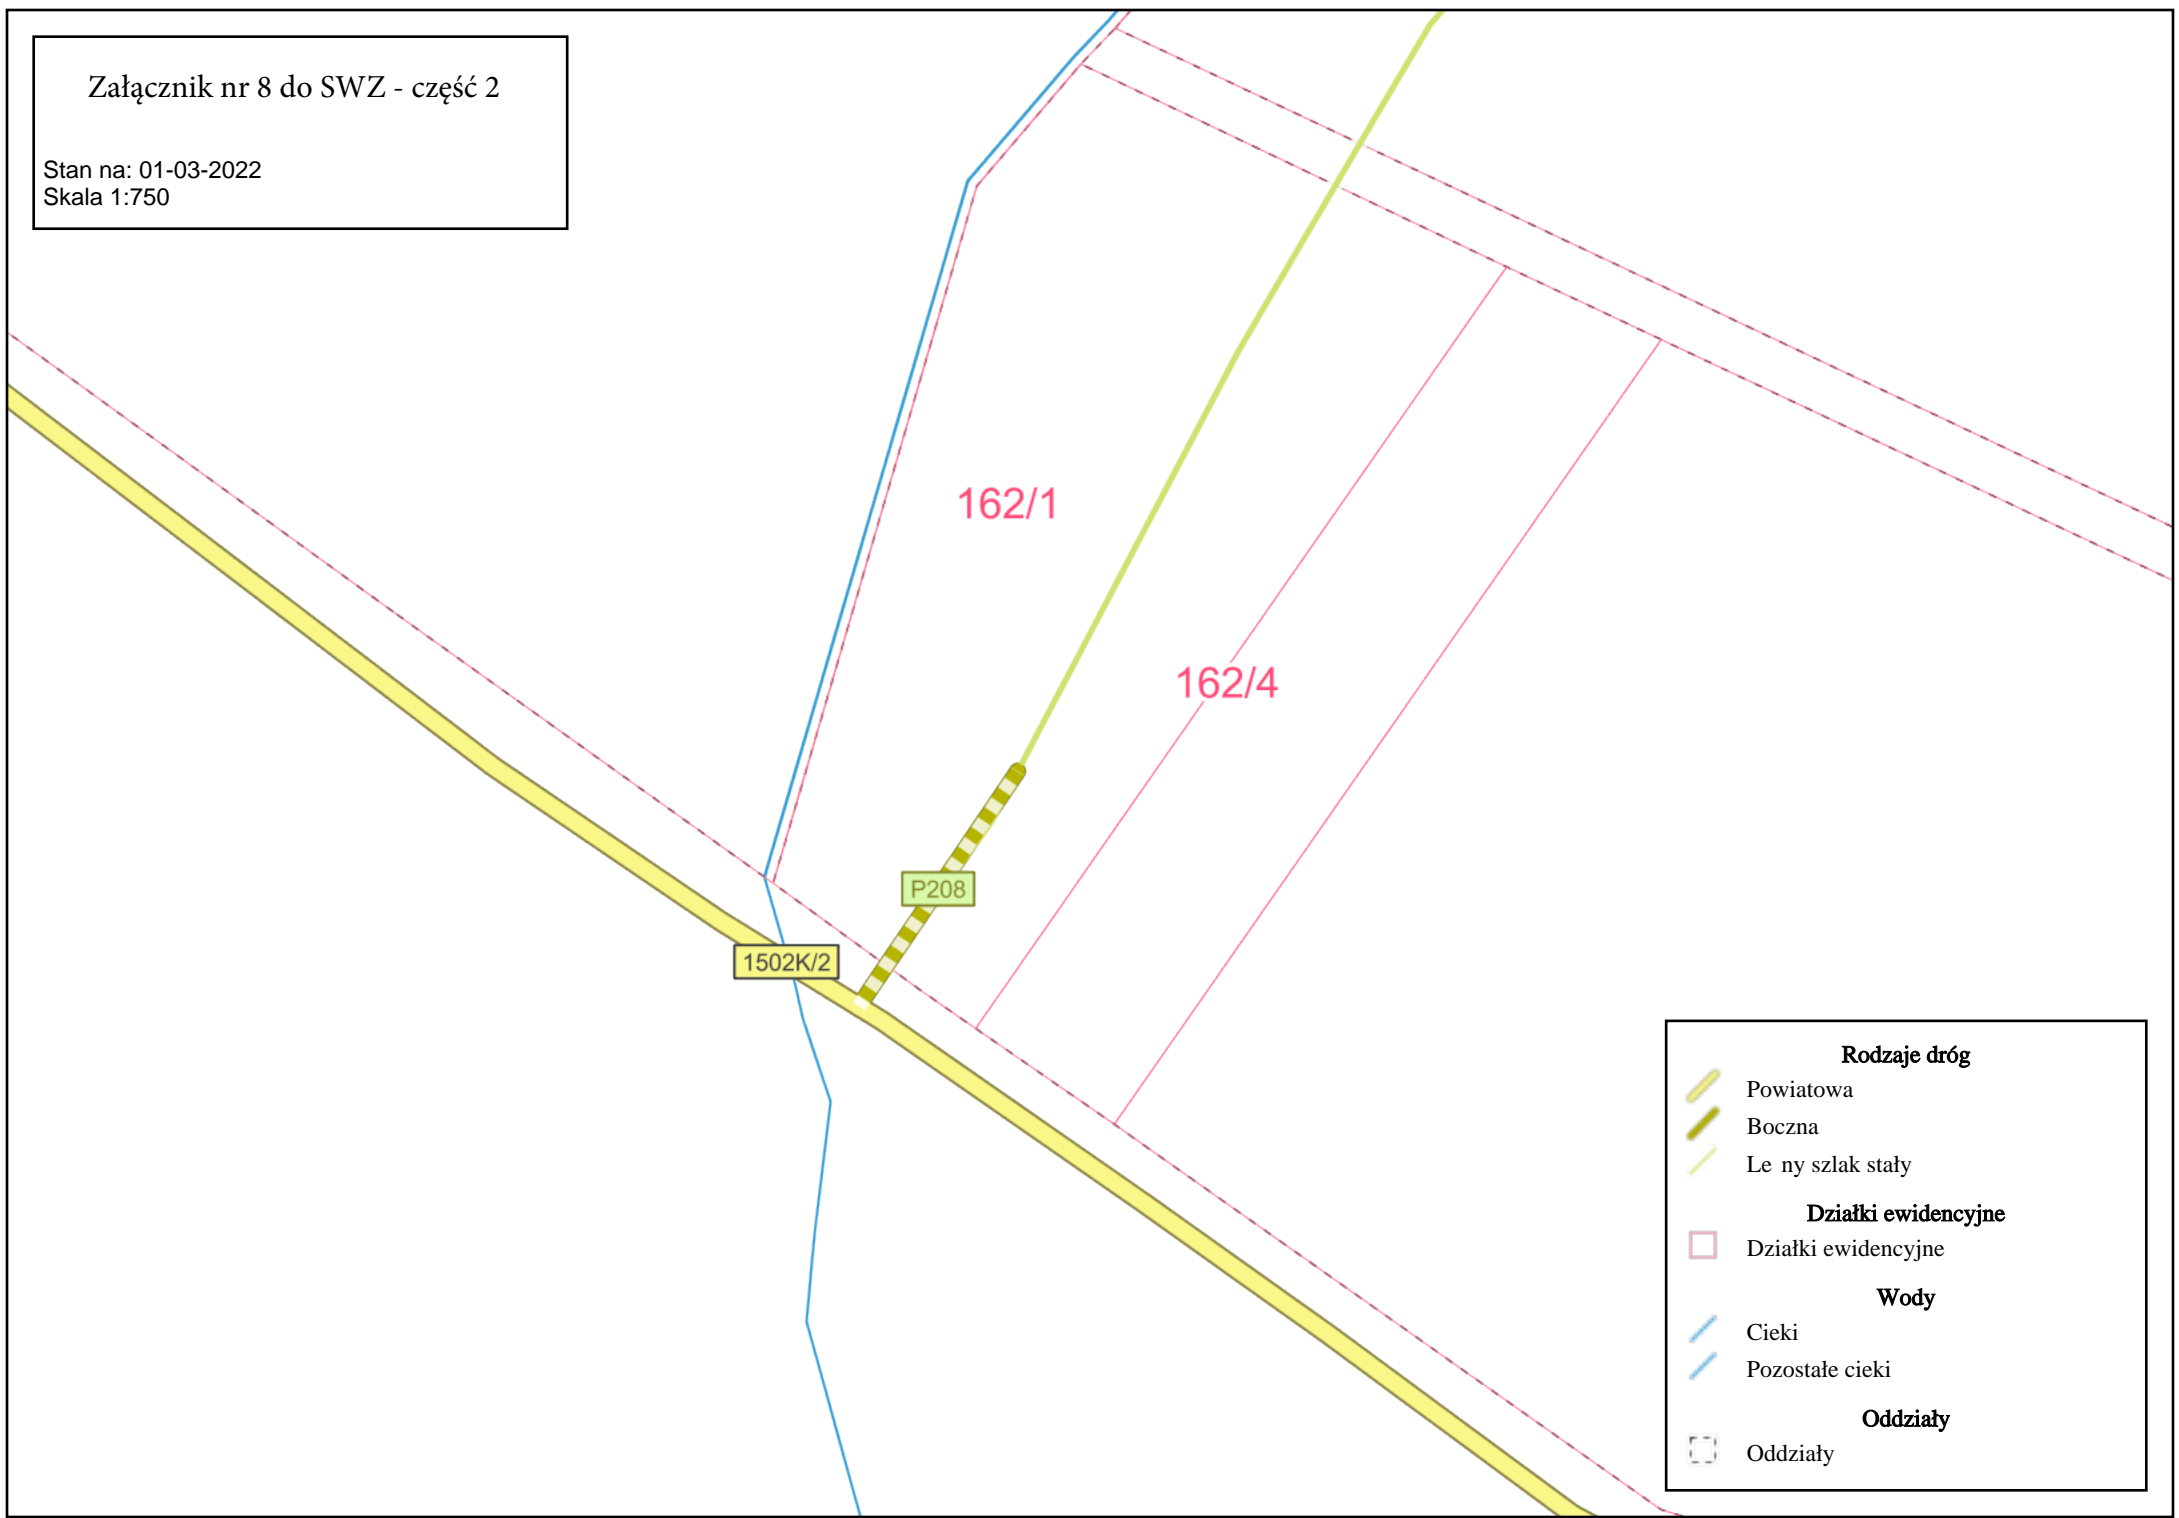 Załącznik nr 8 do SWZ - część 2
Stan na: 01-03-2022
Skala 1:750
162/1
162/4
P208
1502K/2
Rodzaje dróg
Powiatowa
Boczna
Le ny szlak stały
Działki ewidencyjne
Działki ewidencyjne
Wody
Cieki
Pozostałe cieki
Oddziały
Oddziały